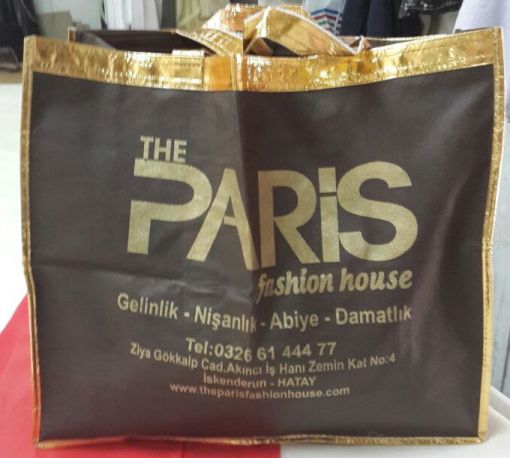 THE
PARiS
fashion house
Gelinlik - Nişanlık - Abiye - Damatlık
Tel:0326 61 444 77
Ziya Gökkalp Cad.Akıncı İş Hanı Zemin Kat No:4
İskenderun - HATAY
www.theparisfashionhouse.com